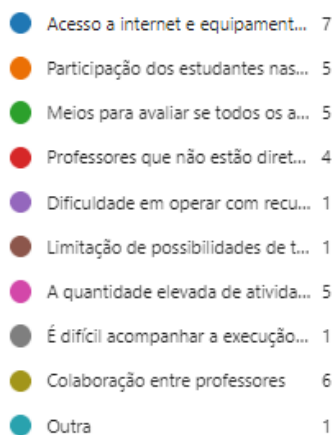 Acesso a internet e equipament... 7
Participação dos estudantes nas... 5
Meios para avaliar se todos os a... 5
Professores que não estão diret... 4
Dificuldade em operar com recu... 1
Limitação de possibilidades de t... 1
A quantidade elevada de ativida... 5
É difícil acompanhar a execução... 1
Colaboração entre professores 6
Outra 1